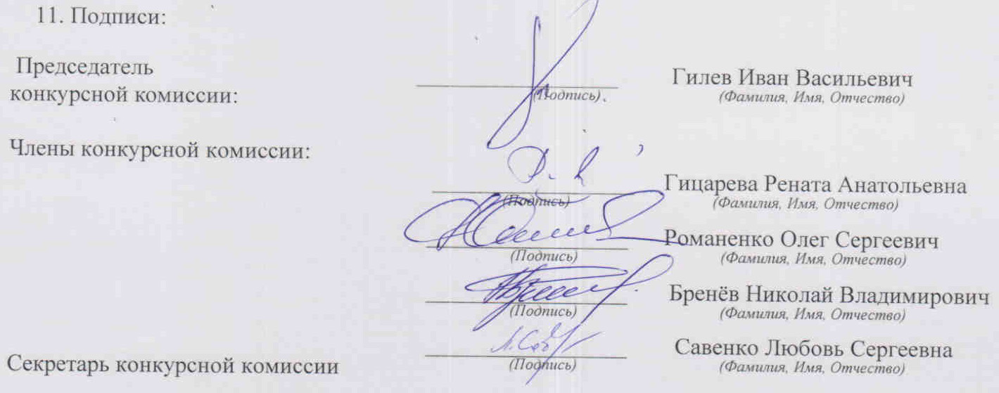 11. Подписи:
Председатель
конкурсной комиссии:
Гилев Иван Васильевич
(Подпись)
(Фамилия, Имя, Отчество)
Члены конкурсной комиссии:
Гицарева Рената Анатольевна
(Подпись)
(Фамилия, Имя, Отчество)
Романенко Олег Сергеевич
(Подпись)
(Фамилия, Имя, Отчество)
Бренёв Николай Владимирович
(Подпись)
(Фамилия, Имя, Отчество)
Секретарь конкурсной комиссии
Савенко Любовь Сергеевна
(Подпись)
(Фамилия, Имя, Отчество)